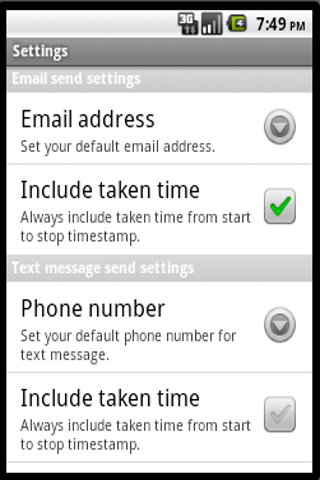 3G 7:49 PM
Settings
Email send settings
Email address
Set your default email address.
Include taken time
Always include taken time from start
to stop timestamp.
Text message send settings
Phone number
Set your default phone number for
text message.
Include taken time
Always include taken time from start
to stop timestamp.